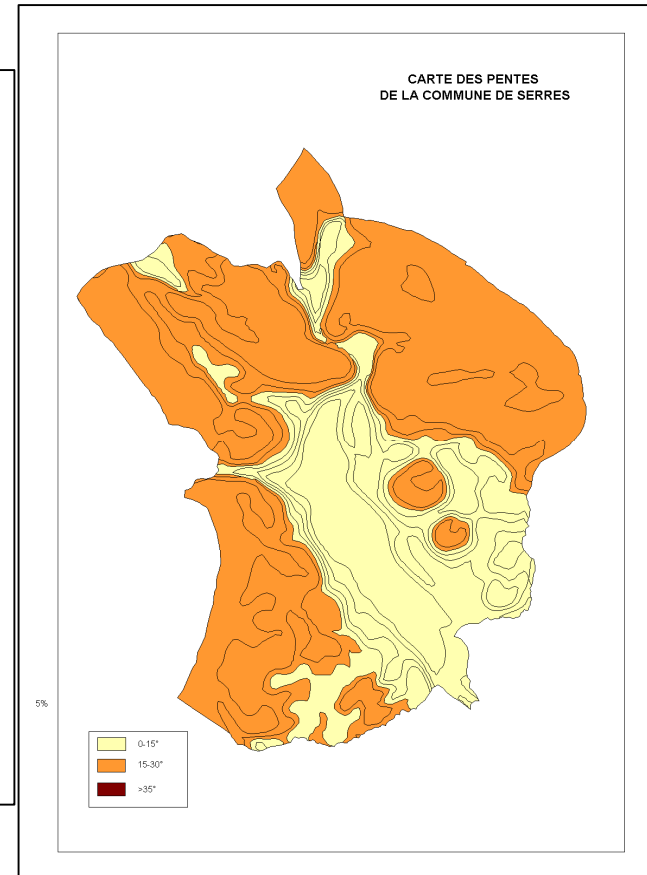 CARTE DES PENTES
DE LA COMMUNE DE SERRES
5%
0-15°
15-30°
>35°